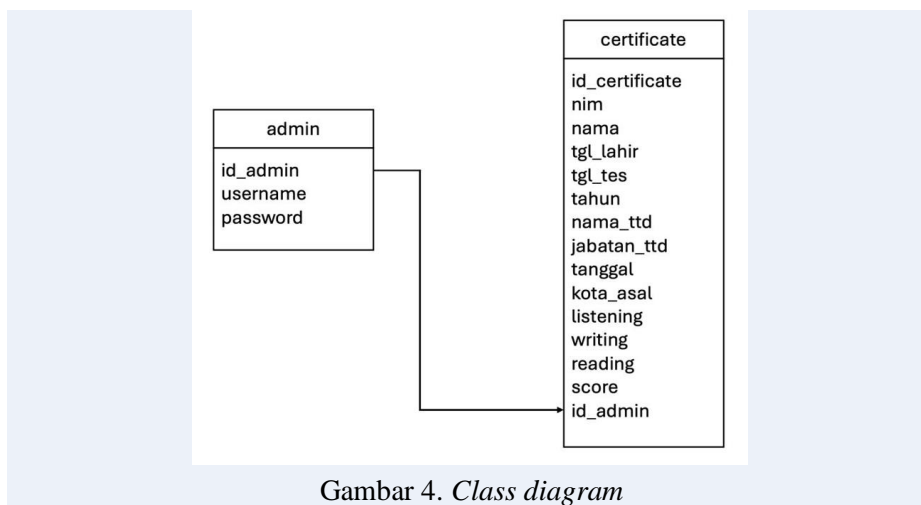 admin
id_admin
username
password
certificate
id_certificate
nim
nama
tgl_lahir
tgl_tes
tahun
nama_ttd
jabatan_ttd
tanggal
kota_asal
listening
writing
reading
score
id_admin
Gambar 4. Class diagram